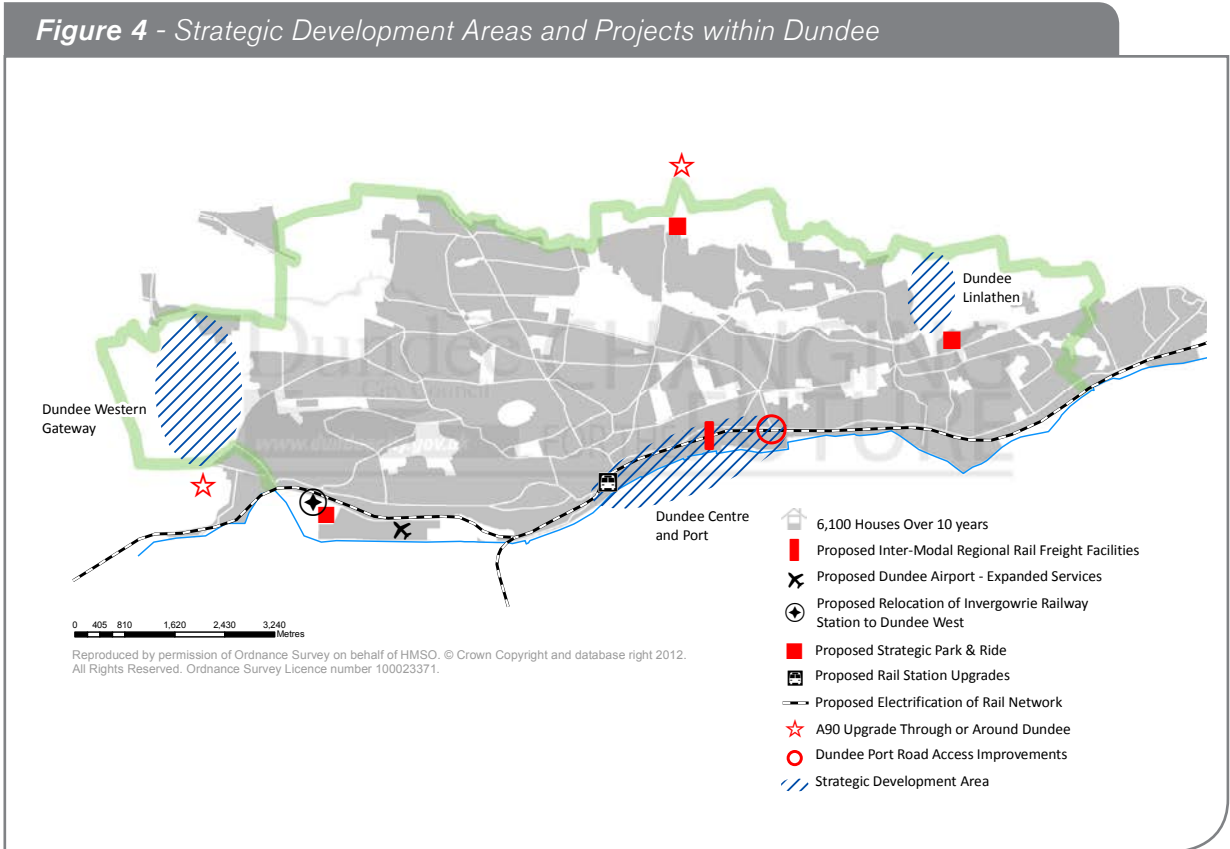 Figure 4 - Strategic Development Areas and Projects within Dundee
Dundee
Linlathen
Dundee CHANGING
Council
FUTURE
Dundee Western
Gateway
Dundee Centre
and Port
6,100 Houses Over 10 years
Proposed Inter-Modal Regional Rail Freight Facilities
Proposed Dundee Airport - Expanded Services
Proposed Relocation of Invergowrie Railway
Station to Dundee West
Proposed Strategic Park & Ride
Proposed Rail Station Upgrades
Proposed Electrification of Rail Network
A90 Upgrade Through or Around Dundee
Dundee Port Road Access Improvements
Strategic Development Area
0 405 810 1,620 2,430 3,240
Metres
Reproduced by permission of Ordnance Survey on behalf of HMSO. © Crown Copyright and database right 2012.
All Rights Reserved. Ordnance Survey Licence number 100023371.